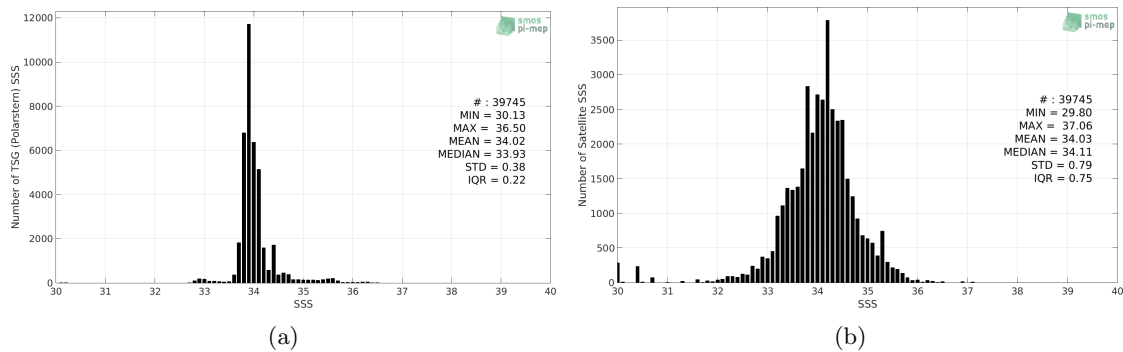 12000
10000
8000
6000
4000
2000
0
Number of TSG (Polarstern) SSS
smos
pi-mep
# : 39745
MIN = 30.13
MAX = 36.50
MEAN = 34.02
MEDIAN = 33.93
STD = 0.38
IQR = 0.22
30 31 32 33 34 35 36 37 38 39 40
SSS
(a)
3500
3000
2500
2000
1500
1000
500
0
Number of Satellite SSS
smos
pi-mep
# : 39745
MIN = 29.80
MAX = 37.06
MEAN = 34.03
MEDIAN = 34.11
STD = 0.79
IQR = 0.75
30 31 32 33 34 35 36 37 38 39 40
SSS
(b)